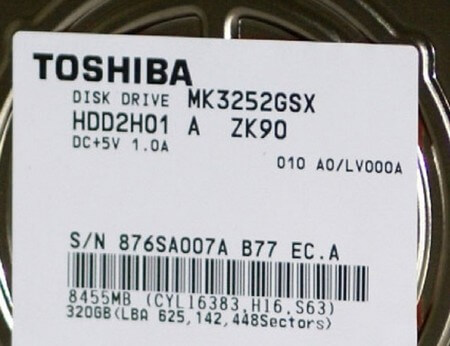 TOSHIBA
DISK DRIVE MK3252GSX
HDD2H01 A ZK90
DC+5V 1.0A
010 A0/LV000A
S/N 876SA007A B77 EC.A
8455MB (CYL16383,H16,S63)
320GB(LBA 625,142,448Sectors)